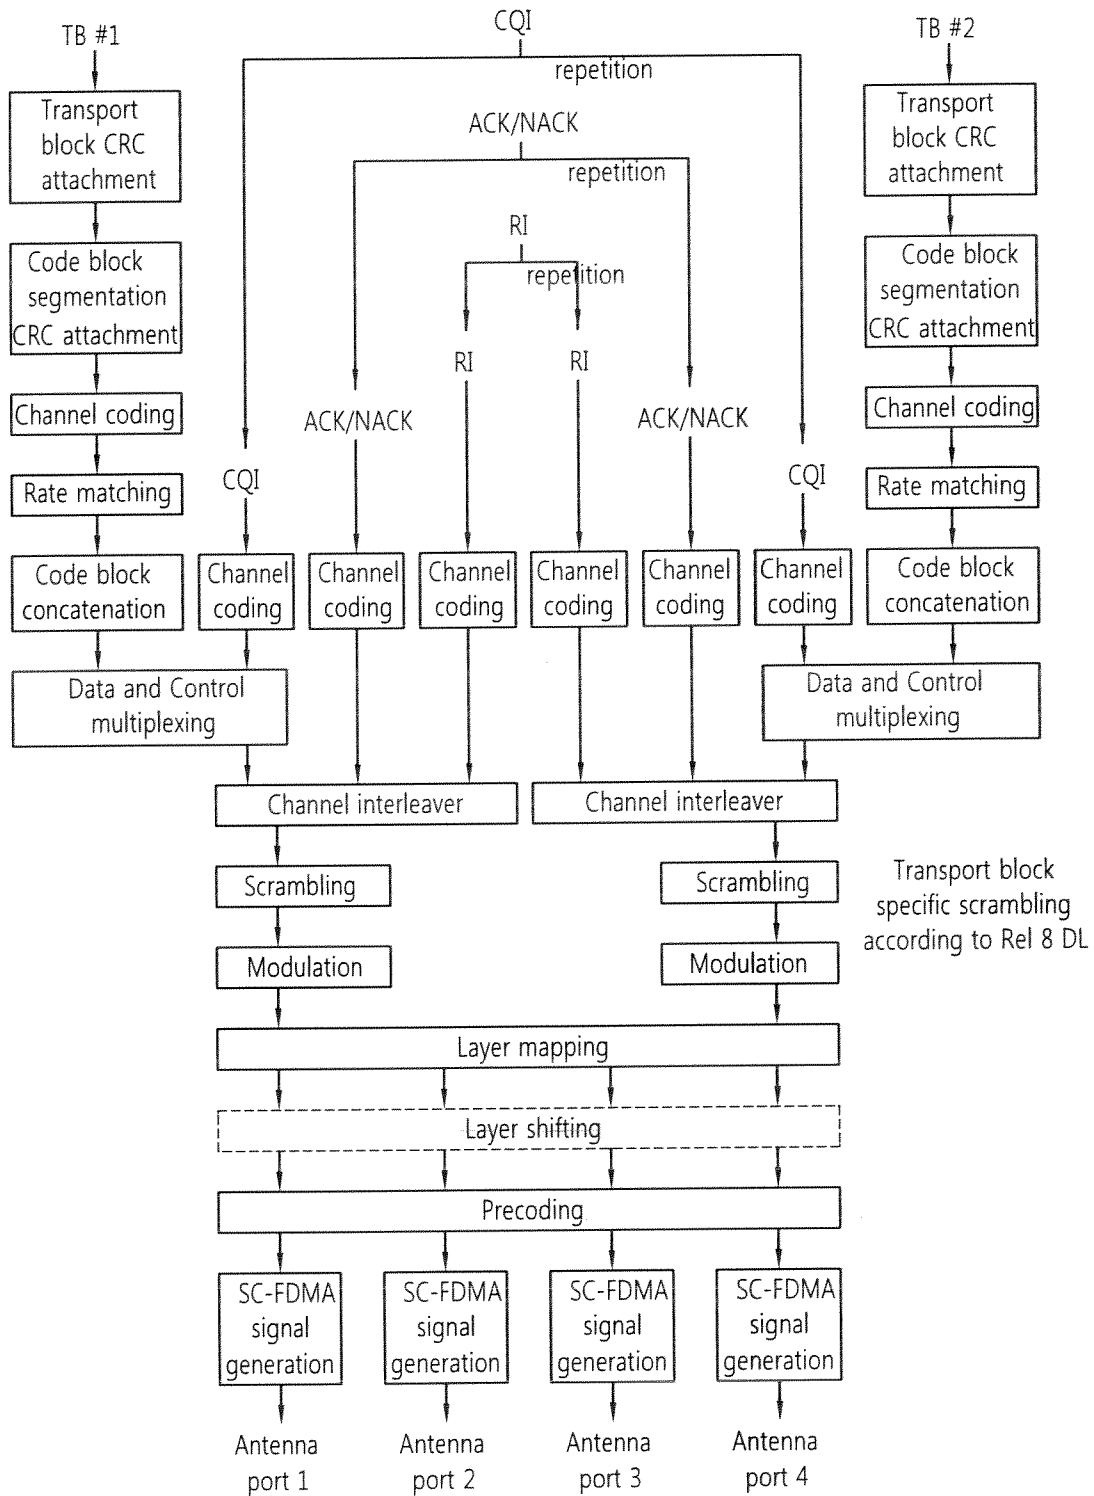 CQI
TB #1
TB #2
repetition
Transport
block CRC
attachment
ACK/NACK
repetition
Transport
block CRC
attachment
RI
repetition
Code block
segmentation
CRC attachment
Code block
segmentation
CRC attachment
RI
RI
Channel coding
ACK/NACK
ACK/NACK
Channel coding
Rate matching
CQI
CQI
Rate matching
Code block
concatenation
Channel
coding
Channel
coding
Channel
coding
Channel
coding
Channel
coding
Channel
coding
Code block
concatenation
Data and Control
multiplexing
Data and Control
multiplexing
Channel interleaver
Channel interleaver
Scrambling
Scrambling
Transport block
specific scrambling
according to Rel 8 DL
Modulation
Modulation
Layer mapping
Layer shifting
Precoding
SC-FDMA
signal
generation
SC-FDMA
signal
generation
SC-FDMA
signal
generation
SC-FDMA
signal
generation
Antenna
port 1
Antenna
port 2
Antenna
port 3
Antenna
port 4